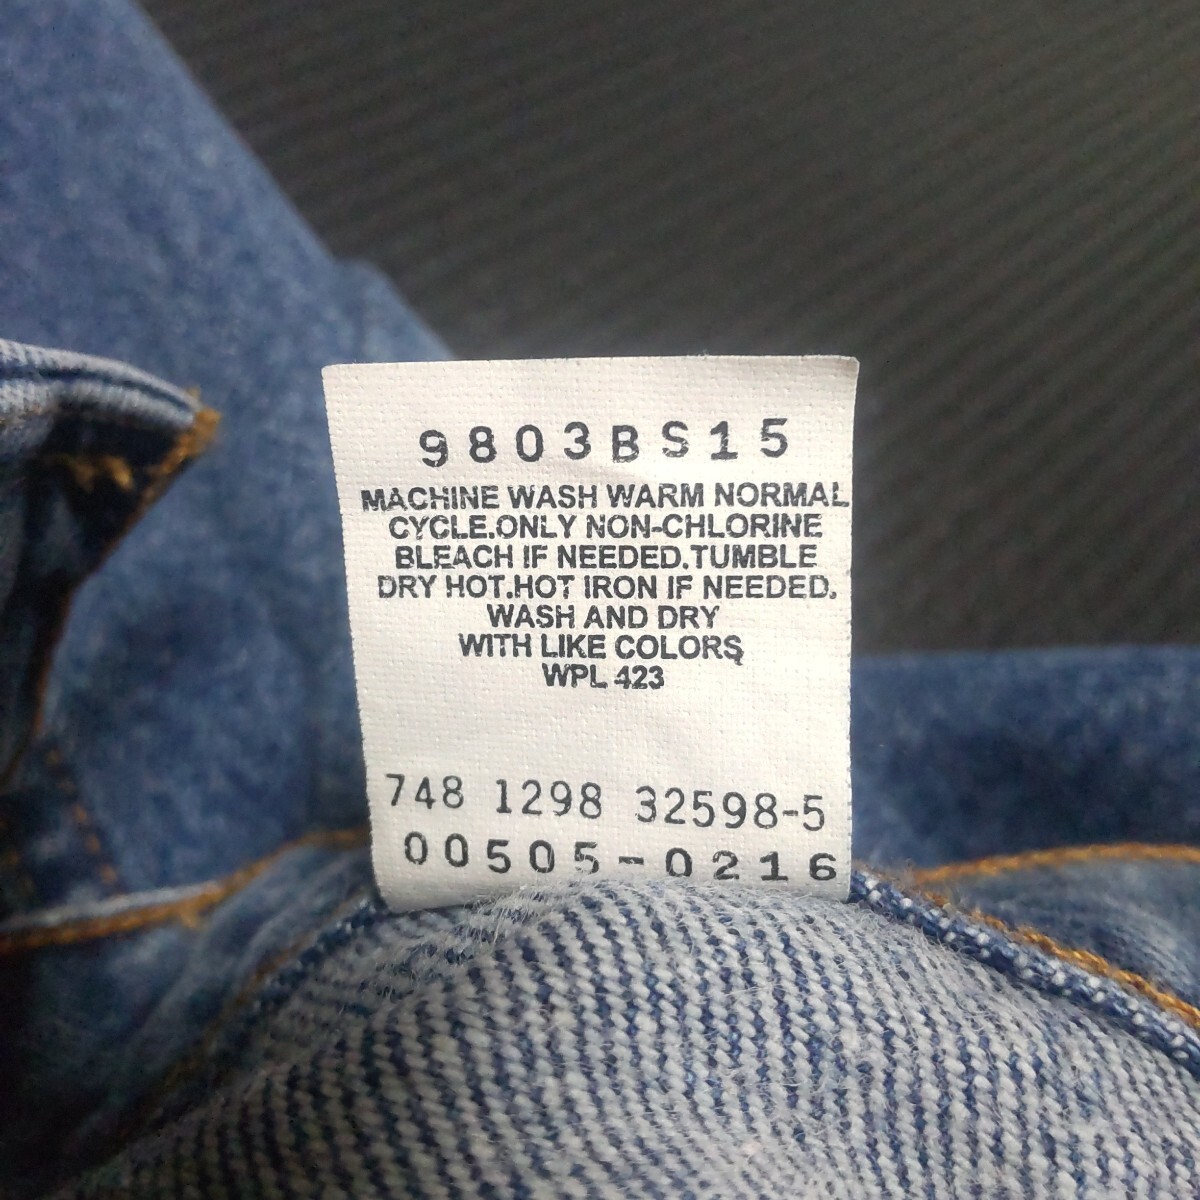 9803BS15
MACHINE WASH WARM NORMAL
CYCLE.ONLY NON-CHLORINE
BLEACH IF NEEDED.TUMBLE
DRY HOT.HOT IRON IF NEEDED.
WASH AND DRY
WITH LIKE COLORS
WPL 423
748 1298 32598-5
00505-0216